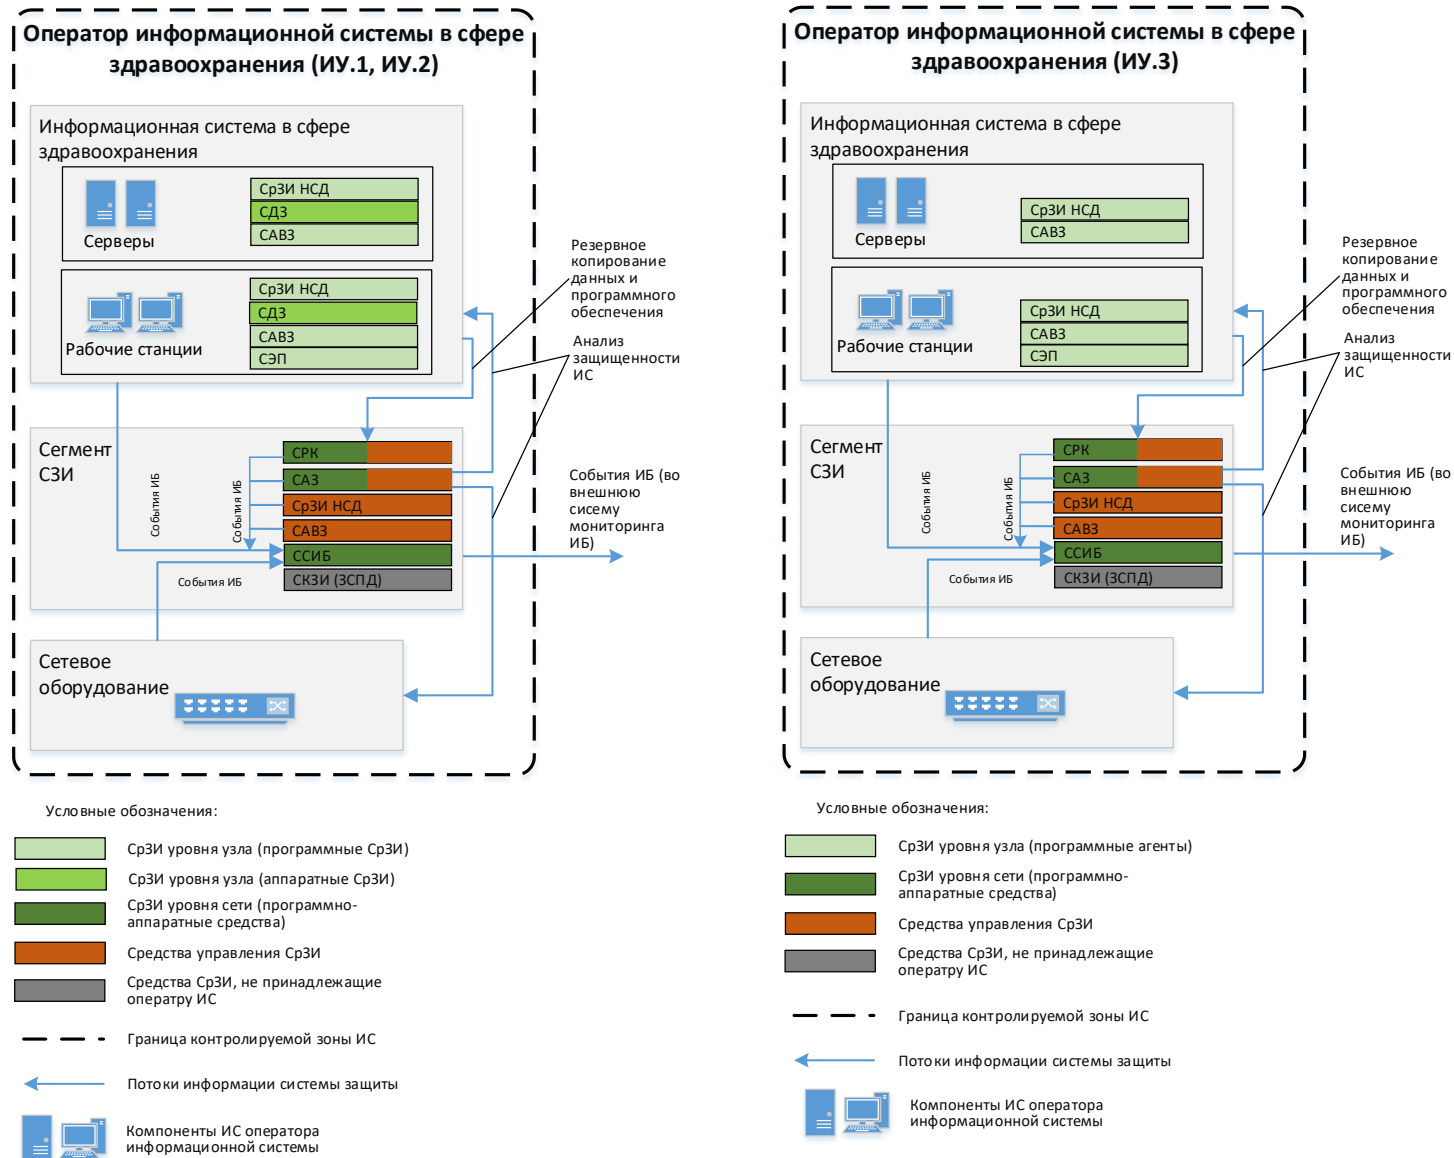 Оператор информационной системы в сфере
здравоохранения (ИУ.1, ИУ.2)
Информационная система в сфере
здравоохранения
Серверы
СрЗИ НСД
СДЗ
САВЗ
Рабочие станции
СрЗИ НСД
СДЗ
САВЗ
СЭП
Резервное
копирование
данных и
программного
обеспечения
Анализ
защищенности
ИС
Сегмент
СЗИ
События ИБ
События ИБ
СРК
САЗ
СрЗИ НСД
САВЗ
ССИБ
СКЗИ (ЗСПД)
События ИБ
События ИБ (во
внешнюю
сисему
мониторинга
ИБ)
Сетевое
оборудование
Условные обозначения:
СрЗИ уровня узла (программные СрЗИ)
СрЗИ уровня узла (аппаратные СрЗИ)
СрЗИ уровня сети (программно-
аппаратные средства)
Средства управления СрЗИ
Средства СрЗИ, не принадлежащие
оператру ИС
Граница контролируемой зоны ИС
Потоки информации системы защиты
Компоненты ИС оператора
информационной системы
Оператор информационной системы в сфере
здравоохранения (ИУ.3)
Информационная система в сфере
здравоохранения
Серверы
СрЗИ НСД
САВЗ
Рабочие станции
СрЗИ НСД
САВЗ
СЭП
Резервное
копирование
данных и
программного
обеспечения
Анализ
защищенности
ИС
Сегмент
СЗИ
События ИБ
События ИБ
СРК
САЗ
СрЗИ НСД
САВЗ
ССИБ
СКЗИ (ЗСПД)
События ИБ
События ИБ (во
внешнюю
сисему
мониторинга
ИБ)
Сетевое
оборудование
Условные обозначения:
СрЗИ уровня узла (программные агенты)
СрЗИ уровня сети (программно-
аппаратные средства)
Средства управления СрЗИ
Средства СрЗИ, не принадлежащие
оператру ИС
Граница контролируемой зоны ИС
Потоки информации системы защиты
Компоненты ИС оператора
информационной системы